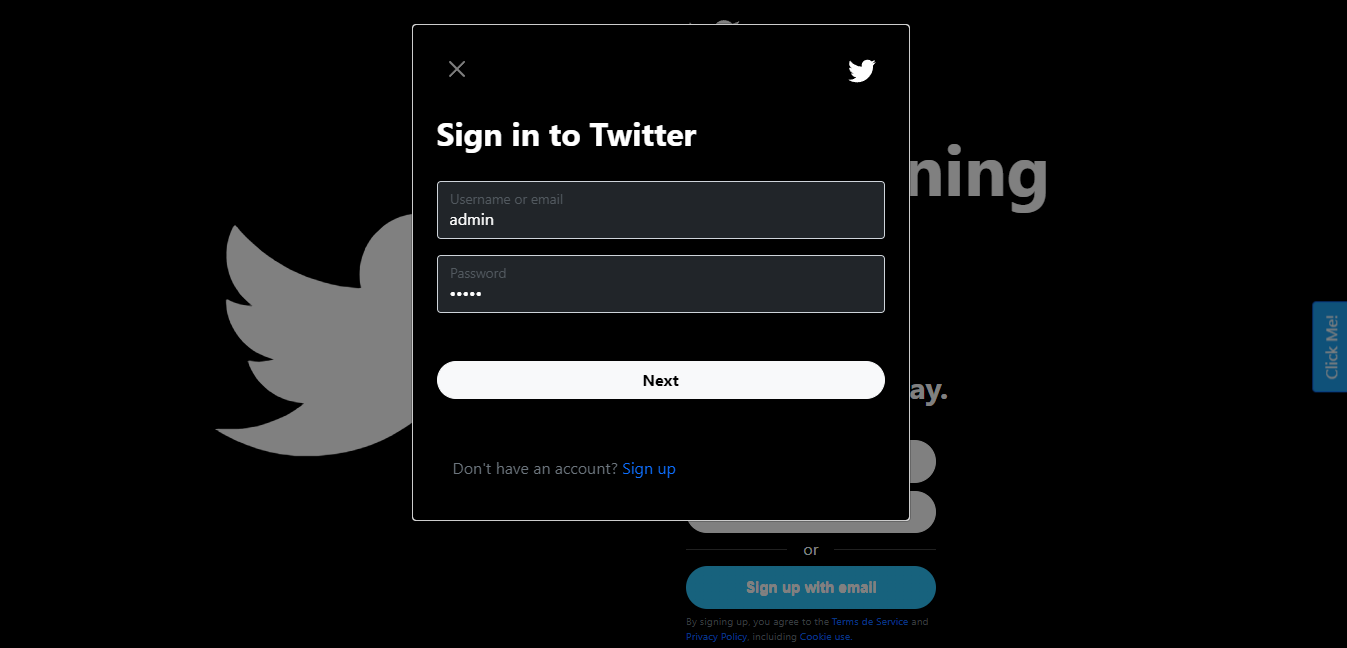 Sign in to Twitter
Username or email
admin
Password
Next
Don't have an account? Sign up
ning
ay.
or
Sign up with email
By signing up, you agree to the Terms de Service and
Privacy Policy, incluiding Cookie use.
Click Me!